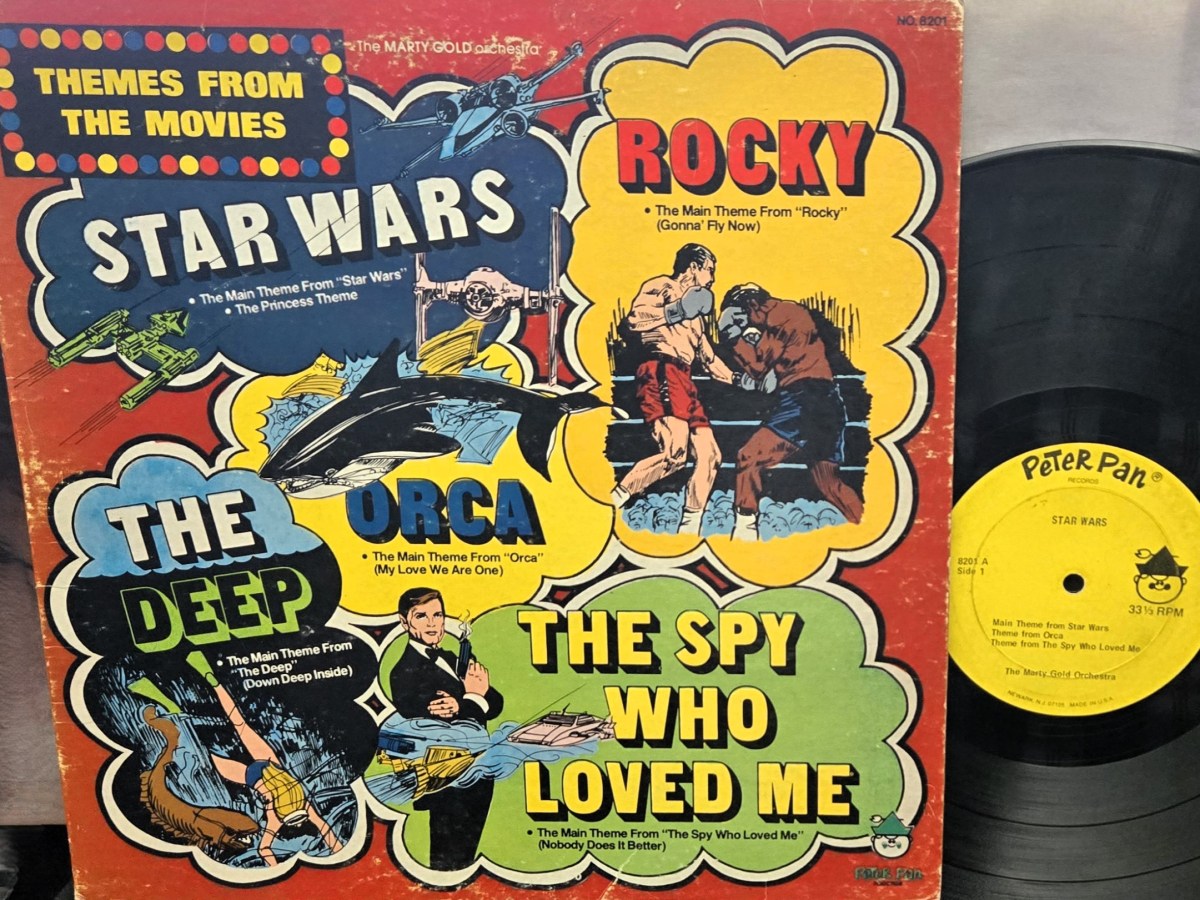 NO. 8201
The MARTY GOLD orchestra
THEMES FROM
THE MOVIES
STAR WARS
• The Main Theme From "Star Wars"
• The Princess Theme
ROCKY
• The Main Theme From "Rocky"
(Gonna' Fly Now)
ORCA
• The Main Theme From "Orca"
(My Love We Are One)
THE
DEEP
• The Main Theme From
"The Deep"
(Down Deep Inside)
THE SPY
WHO
LOVED ME
• The Main Theme From "The Spy Who Loved Me"
(Nobody Does It Better)
PETER PAN®
RECORDS
STAR WARS
8201 A
Side 1
33⅓ RPM
Main Theme from Star Wars
Theme from Orca
Theme from The Spy Who Loved Me
The Marty Gold Orchestra
NEWARK, N.J. 07105 MADE IN U.S.A.